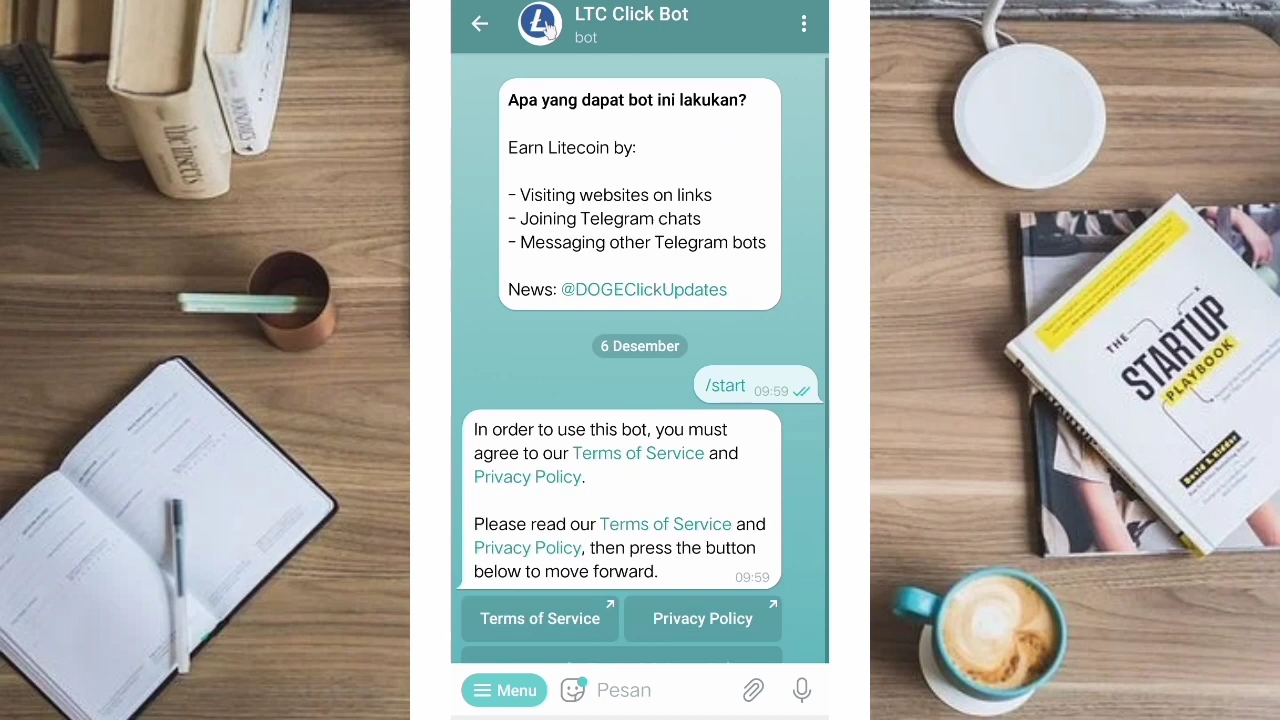 LTC Click Bot
bot
Apa yang dapat bot ini lakukan?
Earn Litecoin by:
- Visiting websites on links
- Joining Telegram chats
- Messaging other Telegram bots
News: @DOGEClickUpdates
6 Desember
/start 09:59
In order to use this bot, you must
agree to our Terms of Service and
Privacy Policy.
Please read our Terms of Service and
Privacy Policy, then press the button
below to move forward.
09:59
Terms of Service
Privacy Policy
Menu
Pesan
the insects
THE
STARTUP
PLAYBOOK
David S. Kidder